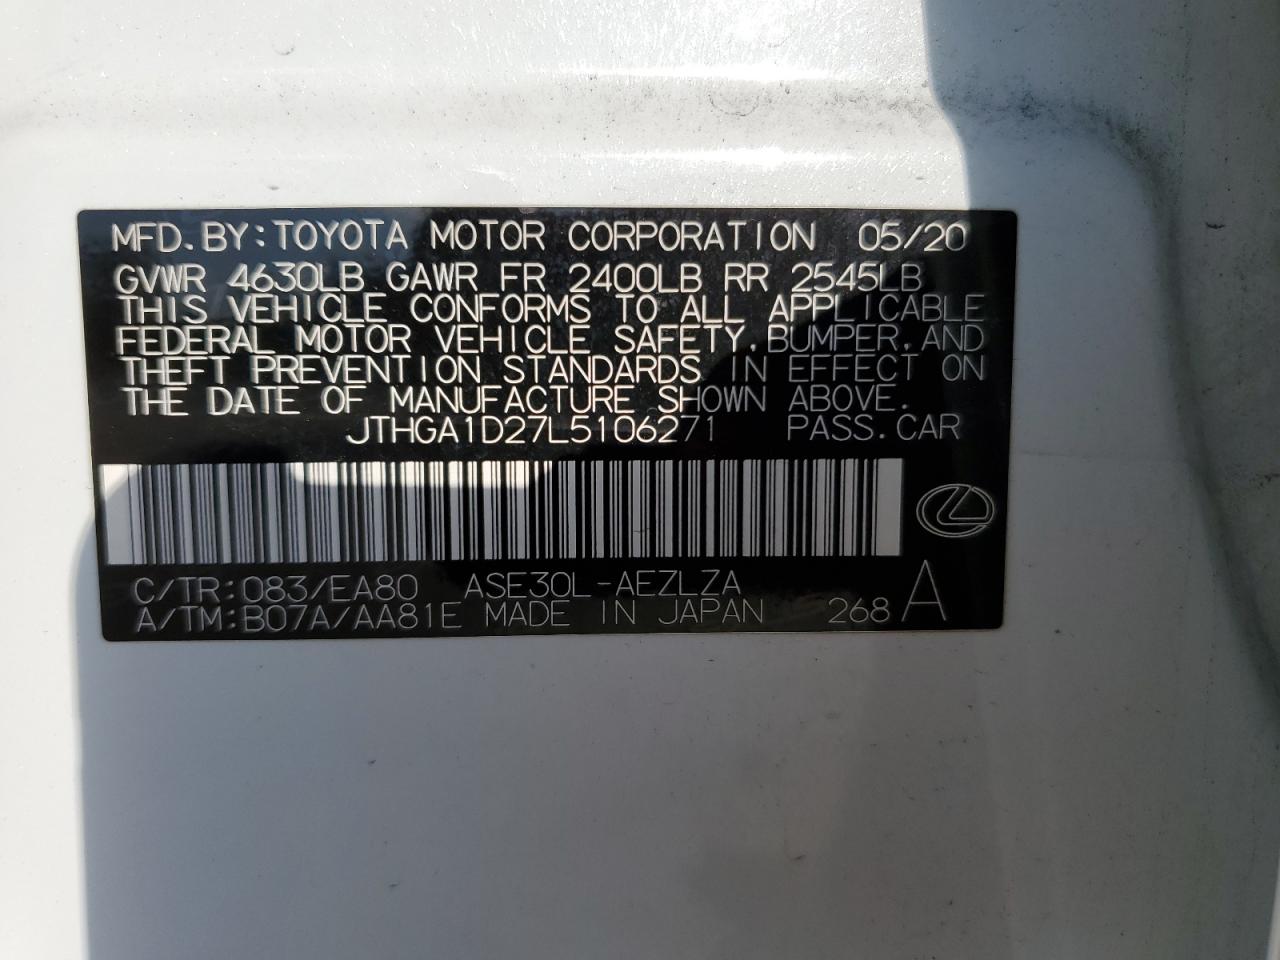 MFD.BY:TOYOTA MOTOR CORPORATION 05/20
GVWR 4630LB GAWR FR 2400LB RR 2545LB
THIS VEHICLE CONFORMS TO ALL APPLICABLE
FEDERAL MOTOR VEHICLE SAFETY,BUMPER,AND
THEFT PREVENTION STANDARDS IN EFFECT ON
THE DATE OF MANUFACTURE SHOWN ABOVE.
JTHGA1D27L5106271 PASS.CAR
C/TR:083/EA80 ASE30L-AEZLZA
A/TM:B07A/AA81E MADE IN JAPAN 268 A